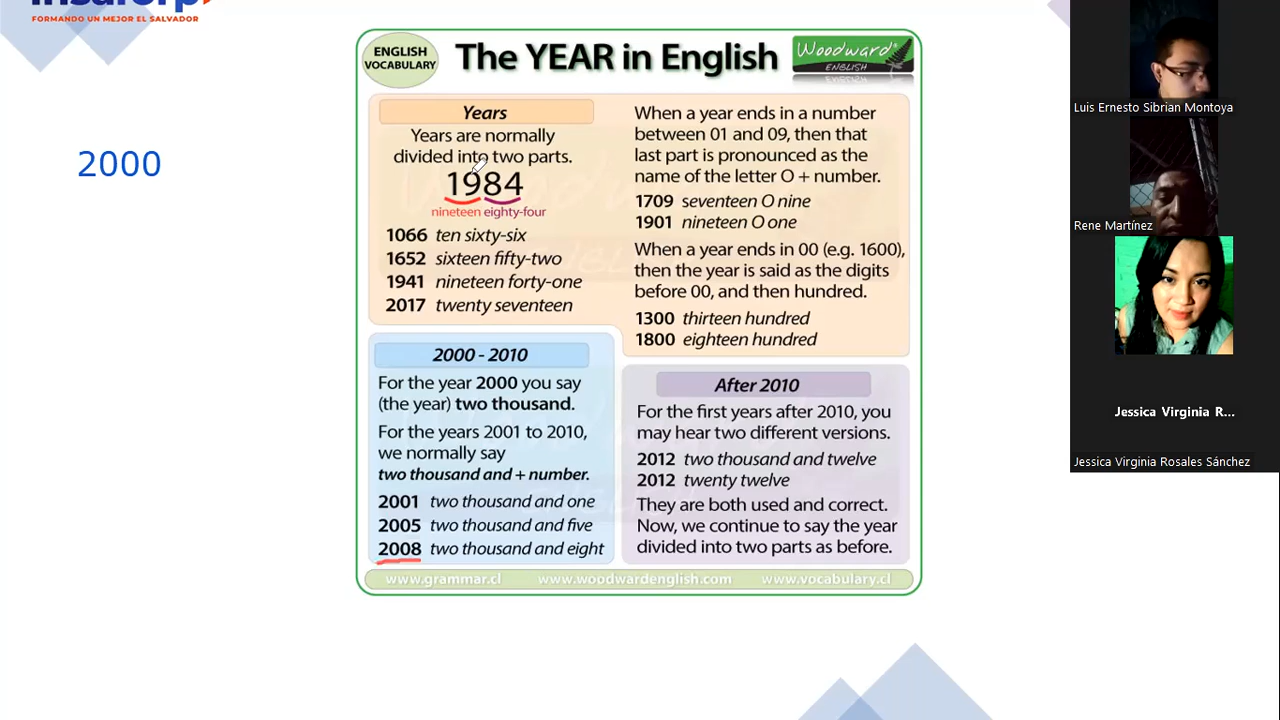 FORMANDO UN MEJOR EL SALVADOR
2000
ENGLISH
VOCABULARY
The YEAR in English
Woodward
ENGLISH
Years
Years are normally
divided into two parts.
1984
nineteen eighty-four
1066 ten sixty-six
1652 sixteen fifty-two
1941 nineteen forty-one
2017 twenty seventeen
When a year ends in a number
between 01 and 09, then that
last part is pronounced as the
name of the letter O + number.
1709 seventeen O nine
1901 nineteen O one
When a year ends in 00 (e.g. 1600),
then the year is said as the digits
before 00, and then hundred.
1300 thirteen hundred
1800 eighteen hundred
2000 - 2010
For the year 2000 you say
(the year) two thousand.
For the years 2001 to 2010,
we normally say
two thousand and + number.
2001 two thousand and one
2005 two thousand and five
2008 two thousand and eight
After 2010
For the first years after 2010, you
may hear two different versions.
2012 two thousand and twelve
2012 twenty twelve
They are both used and correct.
Now, we continue to say the year
divided into two parts as before.
www.grammar.cl www.woodwardenglish.com www.vocabulary.cl
Luis Ernesto Sibrian Montoya
Rene Martínez
Jessica Virginia R...
Jessica Virginia Rosales Sánchez